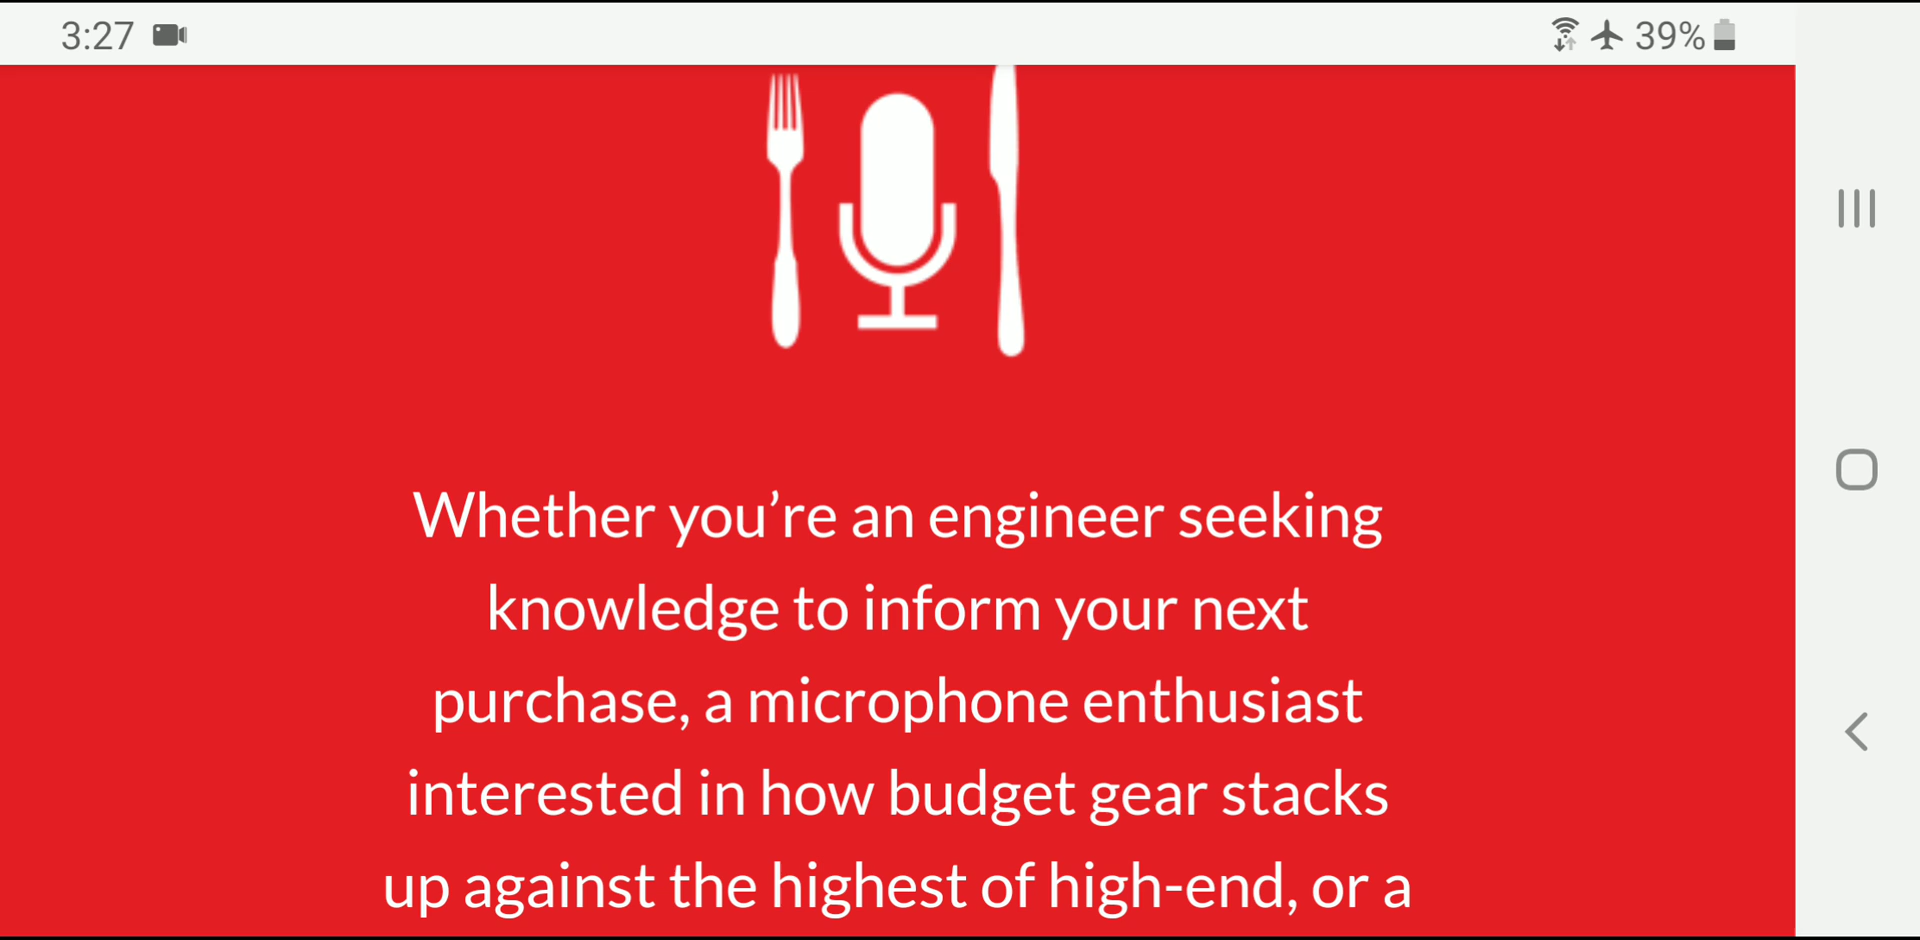 3:27 39%
Whether you’re an engineer seeking
knowledge to inform your next
purchase, a microphone enthusiast
interested in how budget gear stacks
up against the highest of high-end, or a